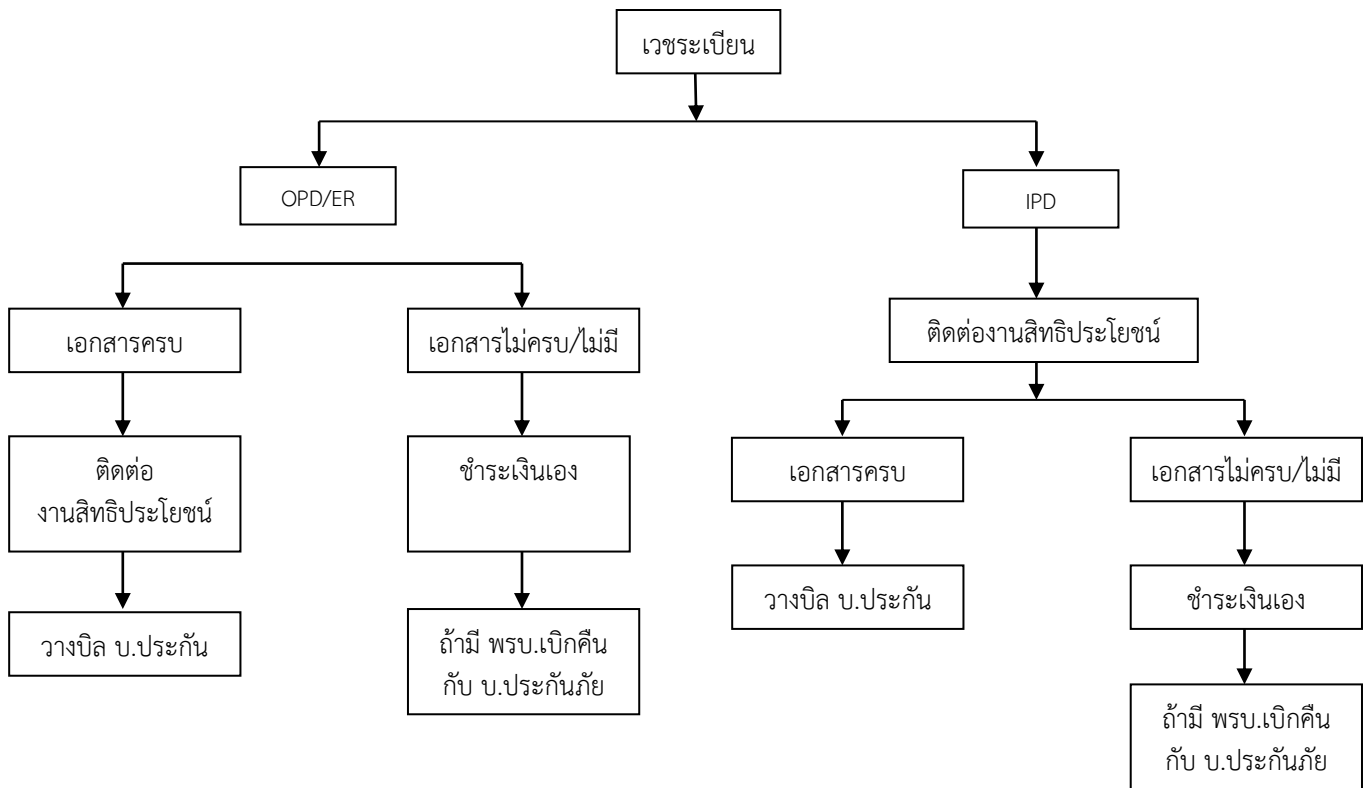 เวชระเบียน
OPD/ER
IPD
เอกสารครบ
เอกสารไม่ครบ/ไม่มี
ติดต่องานสิทธิประโยชน์
ติดต่อ
งานสิทธิประโยชน์
ชำระเงินเอง
เอกสารครบ
เอกสารไม่ครบ/ไม่มี
วางบิล บ.ประกัน
ถ้ามี พรบ.เบิกคืน
กับ บ.ประกันภัย
วางบิล บ.ประกัน
ชำระเงินเอง
ถ้ามี พรบ.เบิกคืน
กับ บ.ประกันภัย